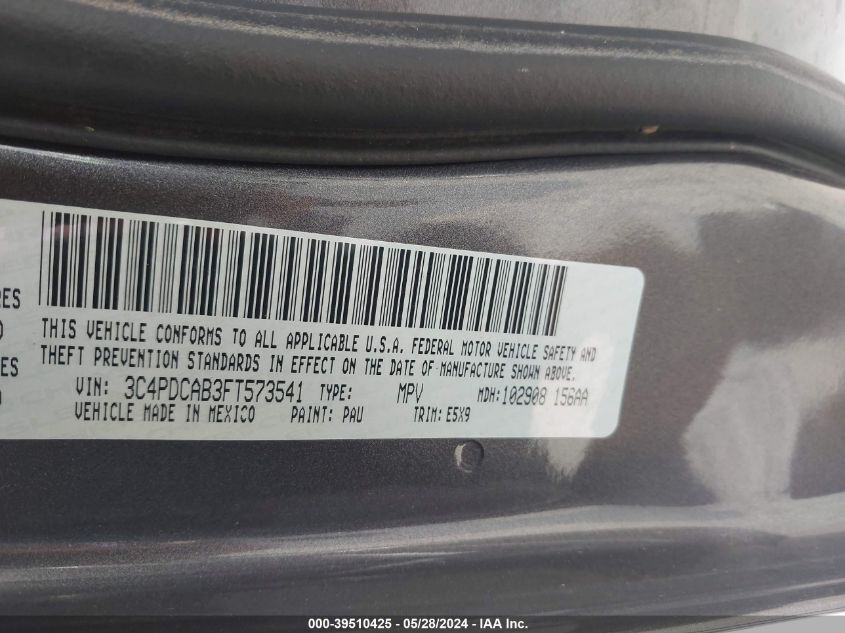 RES
THIS VEHICLE CONFORMS TO ALL APPLICABLE U.S.A. FEDERAL MOTOR VEHICLE SAFETY AND
THEFT PREVENTION STANDARDS IN EFFECT ON THE DATE OF MANUFACTURE SHOWN ABOVE.
ES
VIN: 3C4PDCAB3FT573541 TYPE: MPV MDH:102908 156AA
VEHICLE MADE IN MEXICO PAINT: PAU TRIM: E5X9
000-39510425 - 05/28/2024 - IAA Inc.